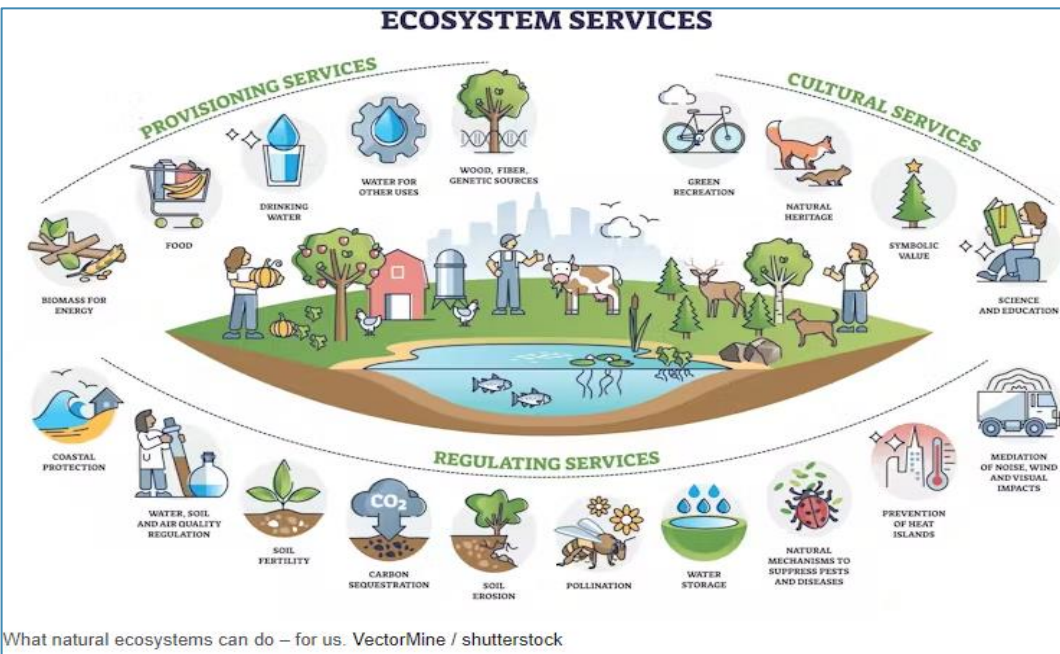 ECOSYSTEM SERVICES
PROVISIONING SERVICES
CULTURAL SERVICES
BIOMASS FOR
ENERGY
FOOD
DRINKING
WATER
WATER FOR
OTHER USES
WOOD, FIBER,
GENETIC SOURCES
GREEN
RECREATION
NATURAL
HERITAGE
SYMBOLIC
VALUE
SCIENCE
AND EDUCATION
REGULATING SERVICES
COASTAL
PROTECTION
WATER, SOIL
AND AIR QUALITY
REGULATION
SOIL
FERTILITY
CO2
CARBON
SEQUESTRATION
SOIL
EROSION
POLLINATION
WATER
STORAGE
NATURAL
MECHANISMS TO
SUPPRESS PESTS
AND DISEASES
PREVENTION
OF HEAT
ISLANDS
MEDIATION
OF NOISE, WIND
AND VISUAL
IMPACTS
What natural ecosystems can do – for us. VectorMine / shutterstock